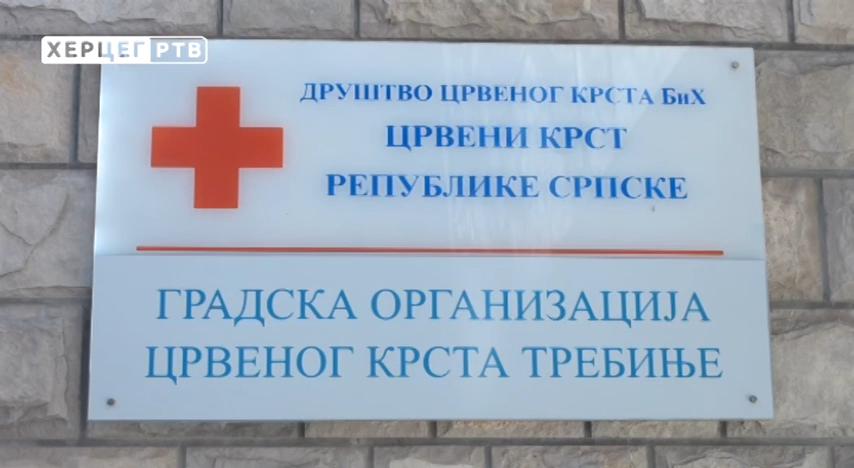 ХЕРЦЕГ РТВ
ДРУШТВО ЦРВЕНОГ КРСТА БиХ
ЦРВЕНИ КРСТ
РЕПУБЛИКЕ СРПСКЕ
ГРАДСКА ОРГАНИЗАЦИЈА
ЦРВЕНОГ КРСТА ТРЕБИЊЕ